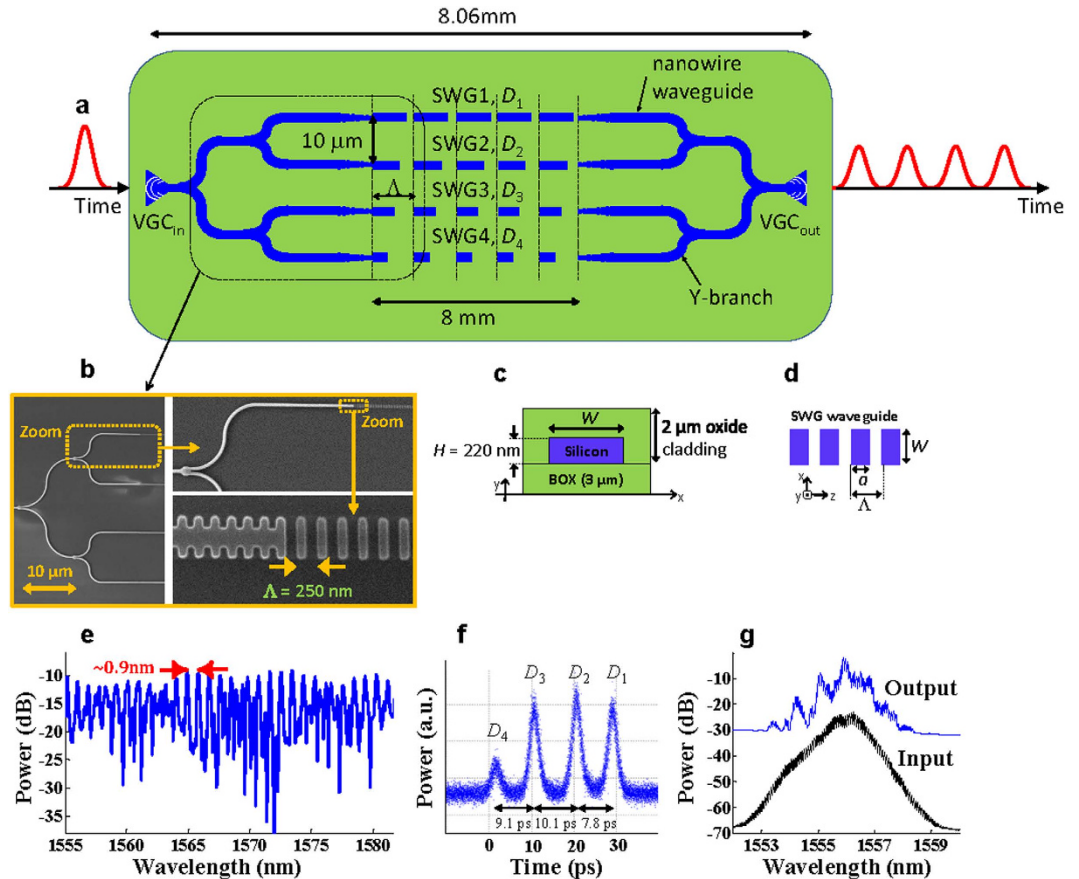 8.06mm
a
nanowire
waveguide
SWG1, D1
10 μm
SWG2, D2
Λ
SWG3, D3
SWG4, D4
Time
VGCin
VGCout
Time
Y-branch
8 mm
b
Zoom
Zoom
10 μm
Λ = 250 nm
c
W
H = 220 nm
Silicon
2 μm oxide
cladding
BOX (3 μm)
y
x
d
SWG waveguide
W
a
Λ
x
y
z
e
~0.9nm
Power (dB)
-10
-15
-20
-25
-30
-35
1555 1560 1565 1570 1575 1580
Wavelength (nm)
f
Power (a.u.)
D4
D3
D2
D1
9.1 ps
10.1 ps
7.8 ps
0 10 20 30
Time (ps)
g
Power (dB)
0
-10
-20
-30
-40
-50
-60
-70
Output
Input
1553 1555 1557 1559
Wavelength (nm)